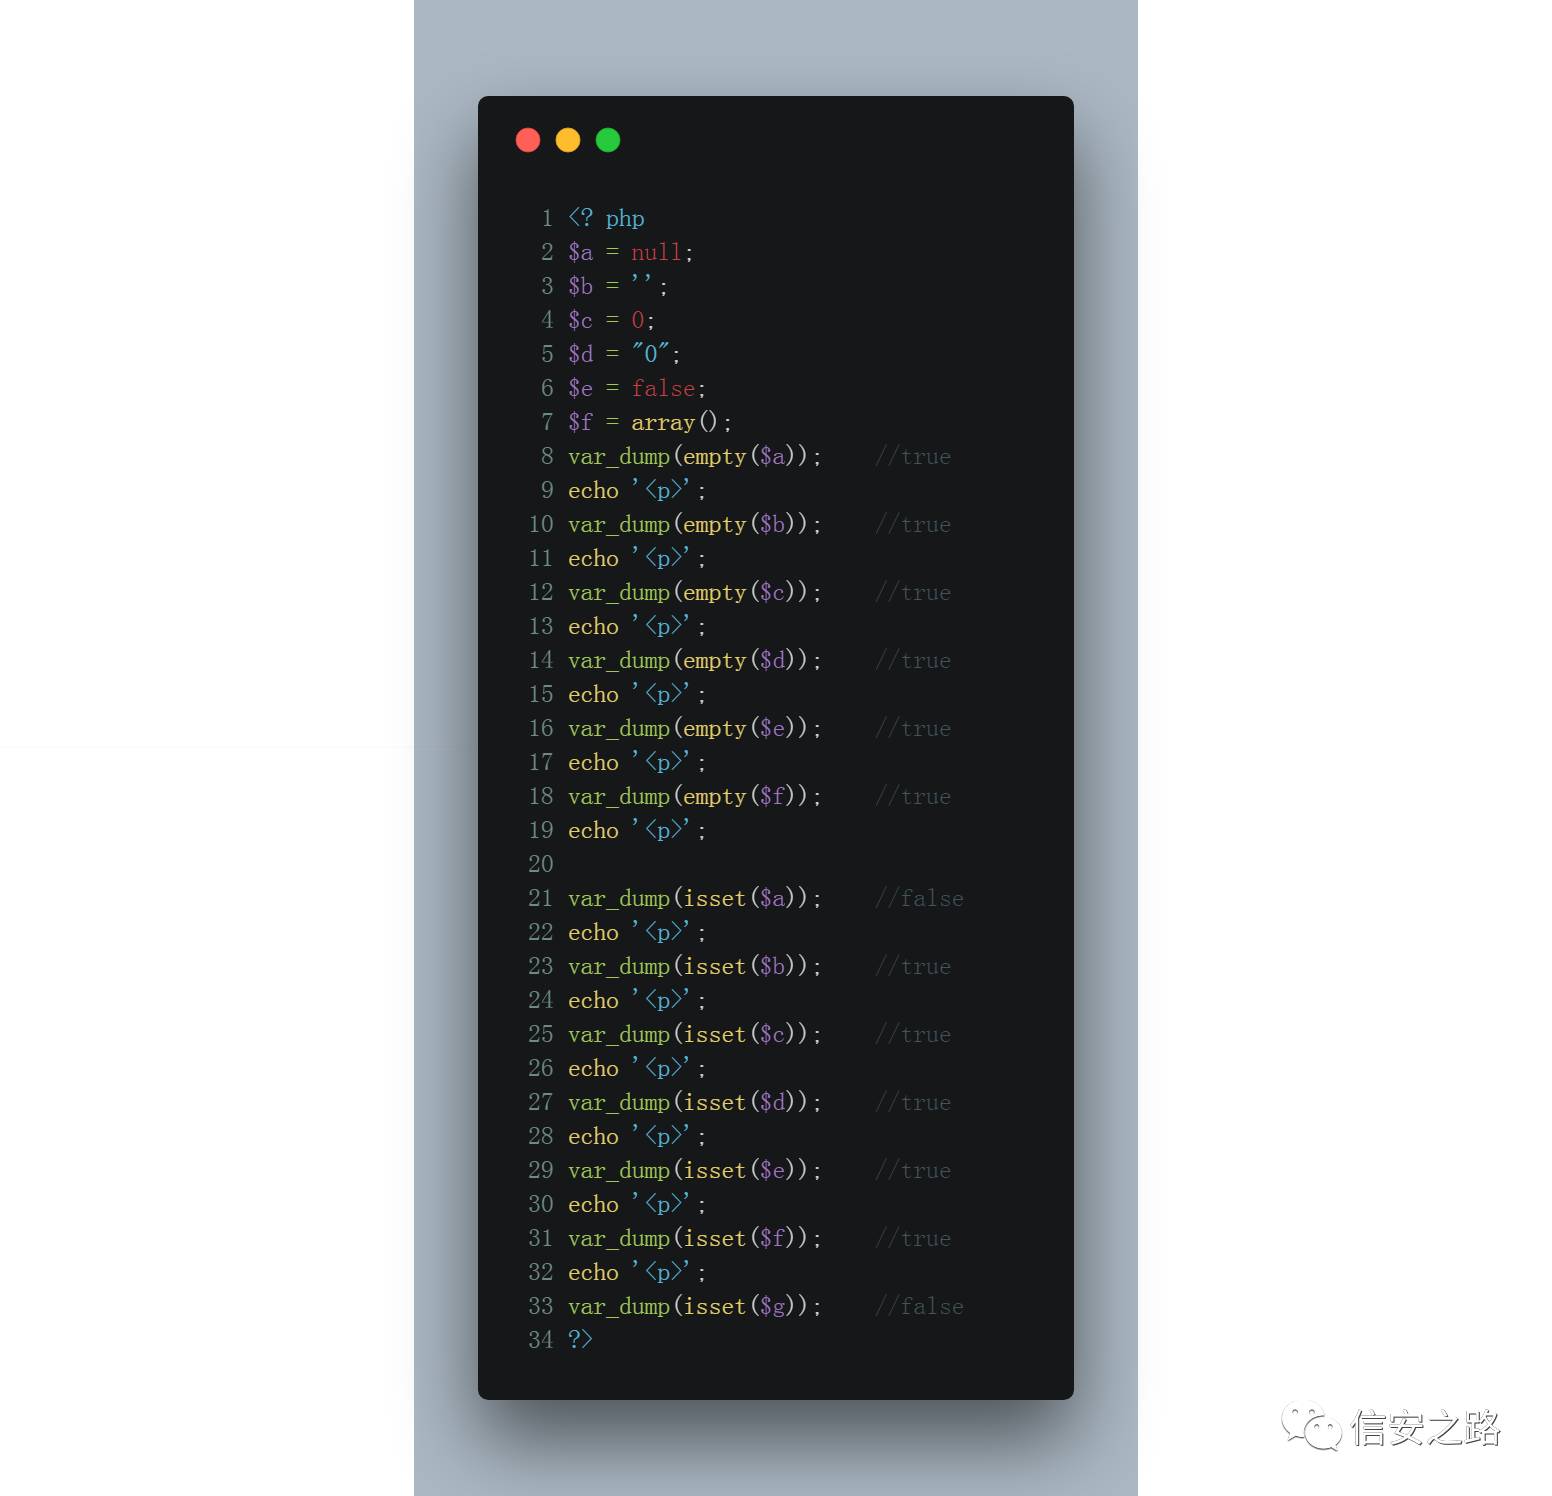 1 <? php
2 $a = null;
3 $b = '';
4 $c = 0;
5 $d = "0";
6 $e = false;
7 $f = array();
8 var_dump(empty($a));    //true
9 echo '<p>';
10 var_dump(empty($b));    //true
11 echo '<p>';
12 var_dump(empty($c));    //true
13 echo '<p>';
14 var_dump(empty($d));    //true
15 echo '<p>';
16 var_dump(empty($e));    //true
17 echo '<p>';
18 var_dump(empty($f));    //true
19 echo '<p>';
20
21 var_dump(isset($a));    //false
22 echo '<p>';
23 var_dump(isset($b));    //true
24 echo '<p>';
25 var_dump(isset($c));    //true
26 echo '<p>';
27 var_dump(isset($d));    //true
28 echo '<p>';
29 var_dump(isset($e));    //true
30 echo '<p>';
31 var_dump(isset($f));    //true
32 echo '<p>';
33 var_dump(isset($g));    //false
34 ?>
信安之路